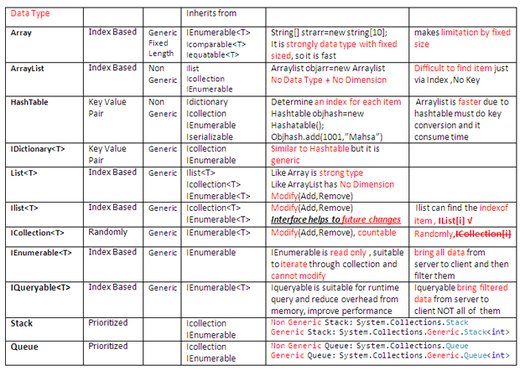 Data Type Inherits from
Array Index Based Generic IEnumerable<T> String[] strarr=new string[10]; makes limitation by fixed
Fixed Icomparable<T> It is strongly data type with fixed size
Length Iequatable<T> sized, so it is fast
ArrayList Index Based Non Ilist Arraylist objarr=new Arraylist Difficult to find item just
Generic Icollection No Data Type + No Dimension via Index ,No Key
IEnumerable
HashTable Key Value Non Idictionary Determine an index for each item Arraylist is faster due to
Pair Generic Icollection Hashtable objhash=new hashtable must do key
IEnumerable Hashatable(); conversion and it
Iserializable Objhash.add(1001,"Mahsa") consume time
IDictionary<T> Key Value Generic Icollection Similar to Hashtable but it is
Pair IEnumerable generic
List<T> Index Based Generic Ilist<T> Like Array is strong type
ICollection<T> Like ArrayList has No Dimension
IEnumerable<T> Modify(Add,Remove)
Ilist<T> Index Based Generic ICollection<T> Modify(Add,Remove) Ilist can find the indexof
IEnumerable<T> Interface helps to future changes item , IList[i] √
ICollection<T> Randomly Generic IEnumerable<T> Modify(Add,Remove), countable Randomly,ICollection[i]
IEnumerable<T> Index Based Generic IEnumerable IEnumerable is read only , suitable bring all data from
to iterate through collection and server to client and then
cannot modify filter them
IQueryable<T> Index Based Generic IEnumerable Iqueryable is suitable for runtime Iqueryable bring filtered
query and reduce overhead from data from server to
memory, improve performance client NOT all of them
Stack Prioritized Icollection Non Generic Stack: System.Collections.Stack
IEnumerable Generic Stack: System.Collections.Generic.Stack<int>
Queue Prioritized Icollection Non Generic Queue: System.Collections.Queue
IEnumerable Generic Queue: System.Collections.Generic.Queue<int>